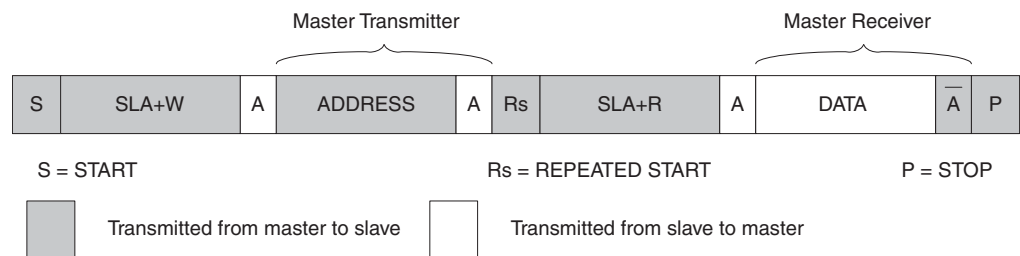 Master Transmitter Master Receiver
S SLA+W A ADDRESS A Rs SLA+R A DATA A̅ P
S = START Rs = REPEATED START P = STOP
Transmitted from master to slave Transmitted from slave to master